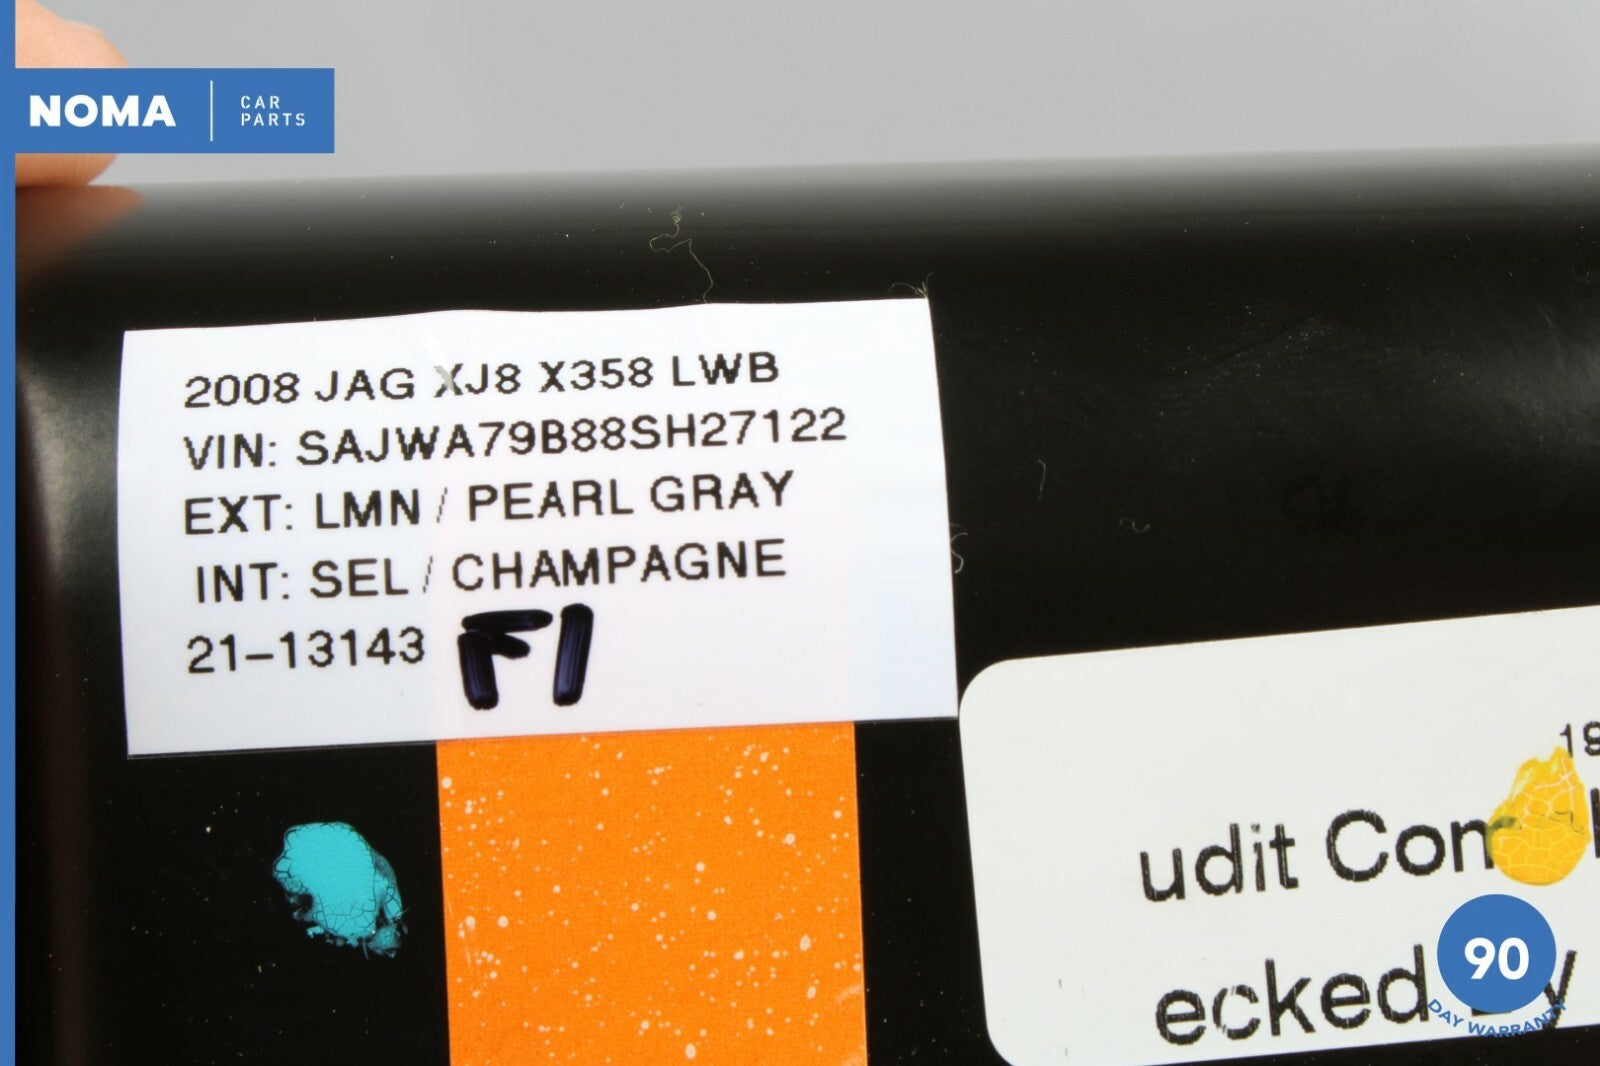 NOMA
CAR
PARTS
2008 JAG XJ8 X358 LWB
VIN: SAJWA79B88SH27122
EXT: LMN / PEARL GRAY
INT: SEL / CHAMPAGNE
21-13143 F1
19
udit Con
ecked
90
DAY WARRANTY